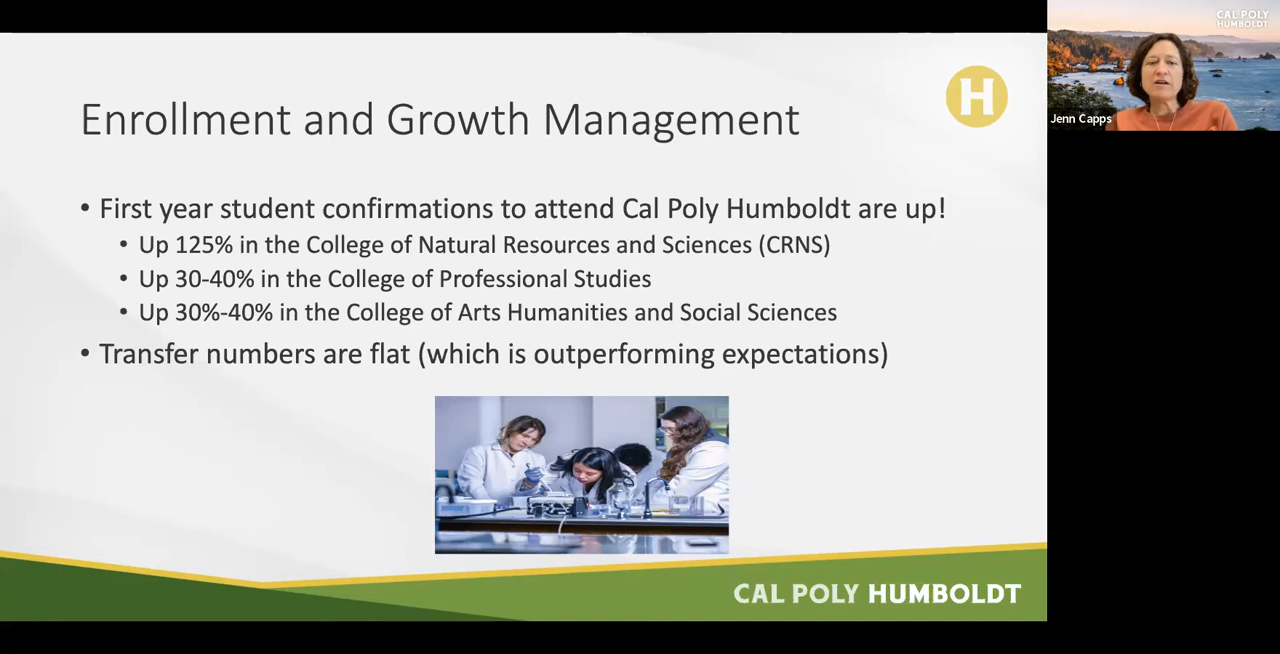 CAL POLY
HUMBOLDT
Jenn Capps
H
Enrollment and Growth Management
• First year student confirmations to attend Cal Poly Humboldt are up!
• Up 125% in the College of Natural Resources and Sciences (CRNS)
• Up 30-40% in the College of Professional Studies
• Up 30%-40% in the College of Arts Humanities and Social Sciences
• Transfer numbers are flat (which is outperforming expectations)
CAL POLY HUMBOLDT